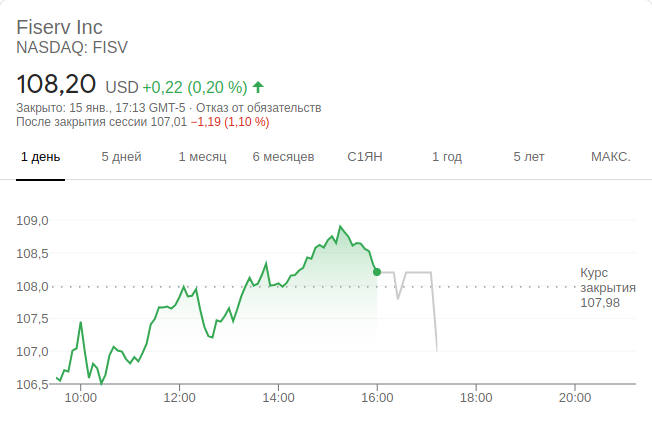 Fiserv Inc
NASDAQ: FISV
108,20 USD +0,22 (0,20 %)
Закрыто: 15 янв., 17:13 GMT-5 · Отказ от обязательств
После закрытия сессии 107,01 −1,19 (1,10 %)
1 день 5 дней 1 месяц 6 месяцев С1ЯН 1 год 5 лет МАКС.
109,0
108,5
Курс
108,0 закрытия
107,98
107,5
107,0
106,5
10:00 12:00 14:00 16:00 18:00 20:00